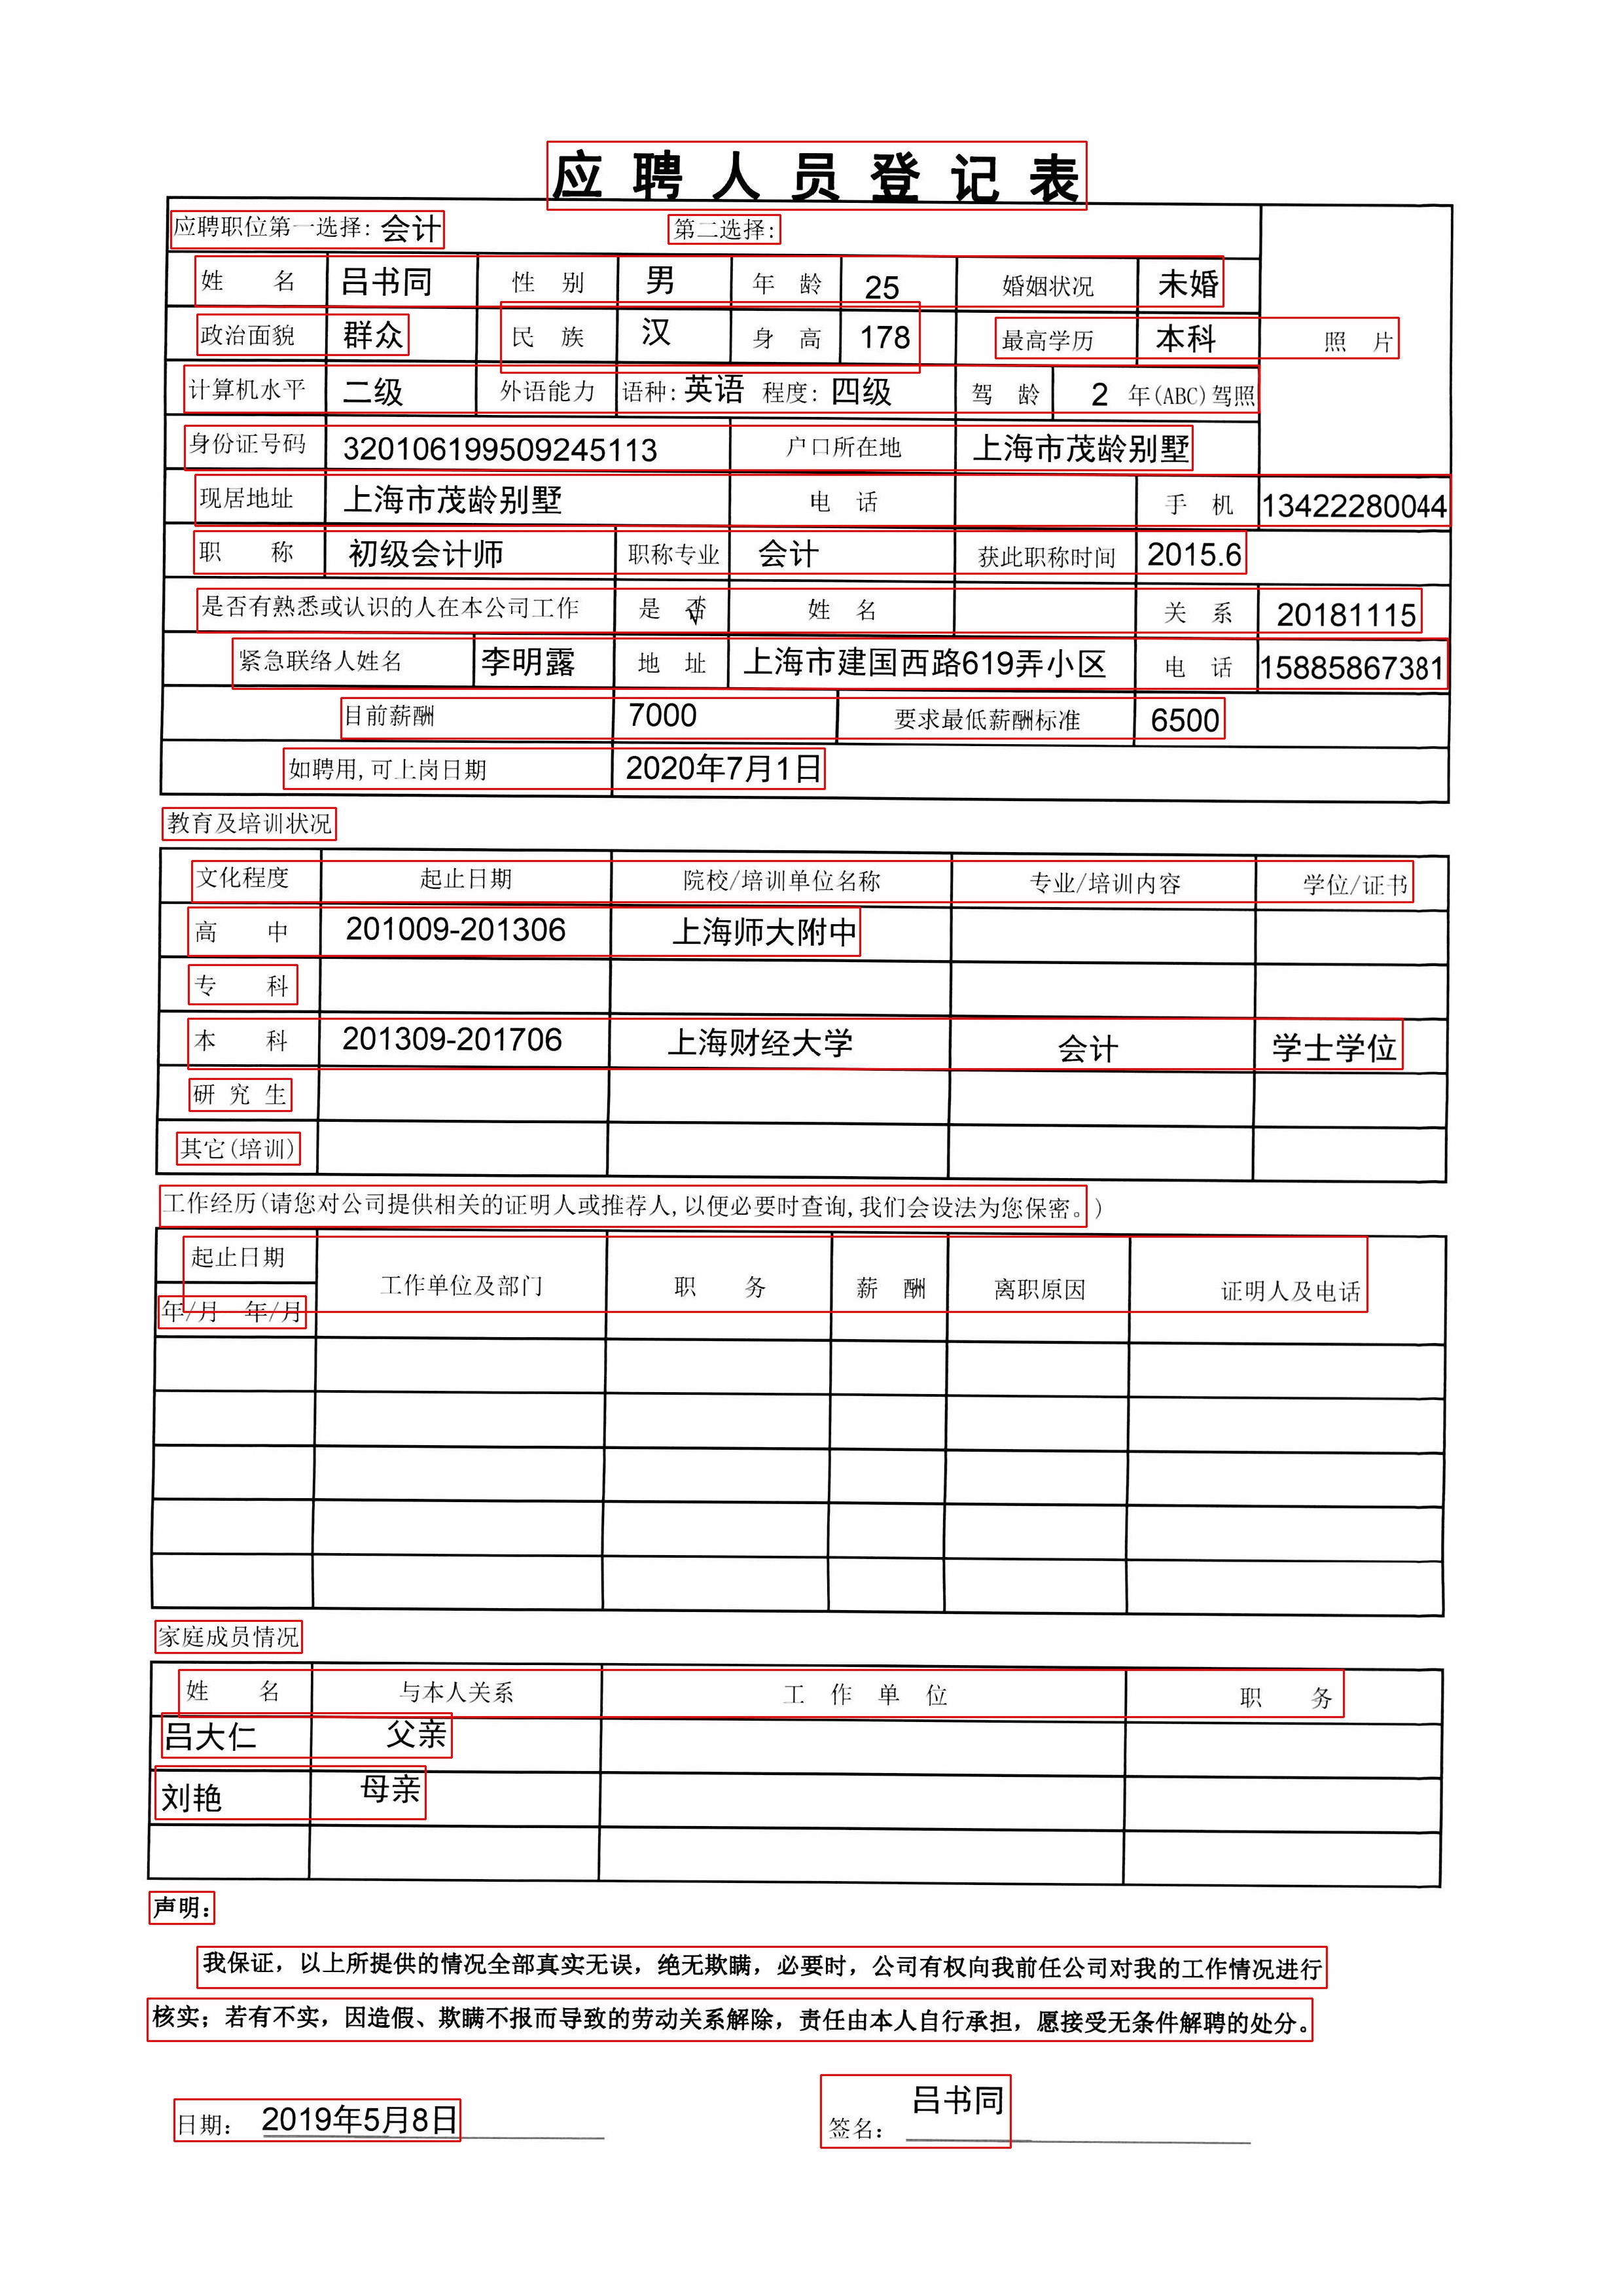 应聘人员登记表
应聘职位第一选择: 会计 第二选择:
姓 名 吕书同 性 别 男 年 龄 25 婚姻状况 未婚
政治面貌 群众 民 族 汉 身 高 178 最高学历 本科 照 片
计算机水平 二级 外语能力 语种: 英语 程度: 四级 驾 龄 2 年(ABC)驾照
身份证号码 320106199509245113 户口所在地 上海市茂龄别墅
现居地址 上海市茂龄别墅 电 话 手 机 13422280044
职 称 初级会计师 职称专业 会计 获此职称时间 2015.6
是否有熟悉或认识的人在本公司工作 是 否 √ 姓 名 关 系 20181115
紧急联络人姓名 李明露 地 址 上海市建国西路619弄小区 电 话 15885867381
目前薪酬 7000 要求最低薪酬标准 6500
如聘用,可上岗日期 2020年7月1日
教育及培训状况
文化程度 起止日期 院校/培训单位名称 专业/培训内容 学位/证书
高 中 201009-201306 上海师大附中
专 科
本 科 201309-201706 上海财经大学 会计 学士学位
研 究 生
其它(培训)
工作经历(请您对公司提供相关的证明人或推荐人,以便必要时查询,我们会设法为您保密。)
起止日期 工作单位及部门 职 务 薪 酬 离职原因 证明人及电话
年/月 年/月
家庭成员情况
姓 名 与本人关系 工 作 单 位 职 务
吕大仁 父亲
刘艳 母亲
声明:
我保证，以上所提供的情况全部真实无误，绝无欺瞒，必要时，公司有权向我前任公司对我的工作情况进行
核实；若有不实，因造假、欺瞒不报而导致的劳动关系解除，责任由本人自行承担，愿接受无条件解聘的处分。
日期: 2019年5月8日 签名: 吕书同